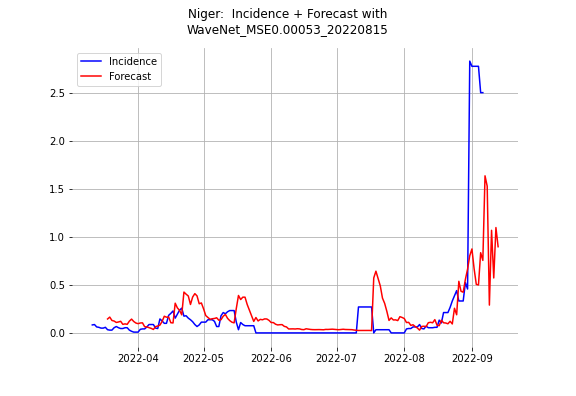 Niger:  Incidence + Forecast with
WaveNet_MSE0.00053_20220815
Incidence
Forecast
2.5
2.0
1.5
1.0
0.5
0.0
2022-04 2022-05 2022-06 2022-07 2022-08 2022-09